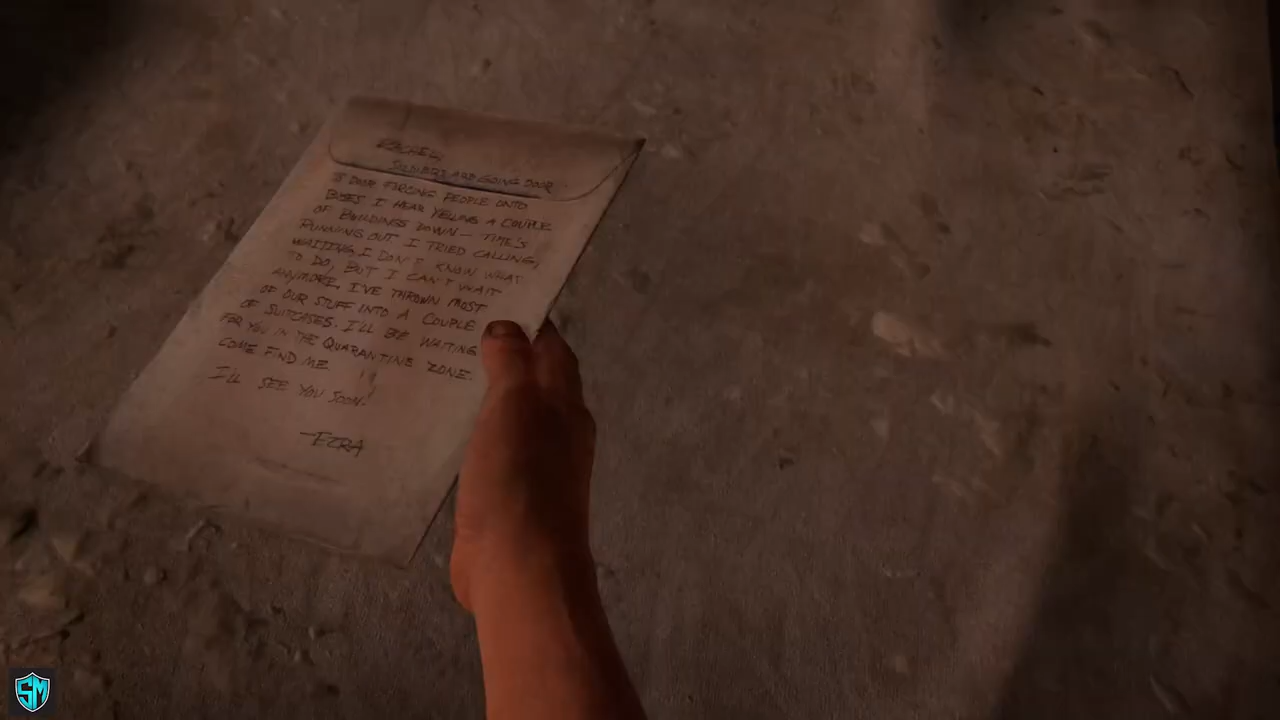 RACHEL,
SOLDIERS ARE GOING DOOR
TO DOOR FORCING PEOPLE ONTO
BUSES. I HEAR YELLING A COUPLE
OF BUILDINGS DOWN — TIME'S
RUNNING OUT. I TRIED CALLING,
WAITING, I DON'T KNOW WHAT
TO DO, BUT I CAN'T WAIT
ANYMORE. I'VE THROWN MOST
OF OUR STUFF INTO A COUPLE
OF SUITCASES. I'LL BE WAITING
FOR YOU IN THE QUARANTINE ZONE.
COME FIND ME.
I'LL SEE YOU SOON.
-EZRA
SM